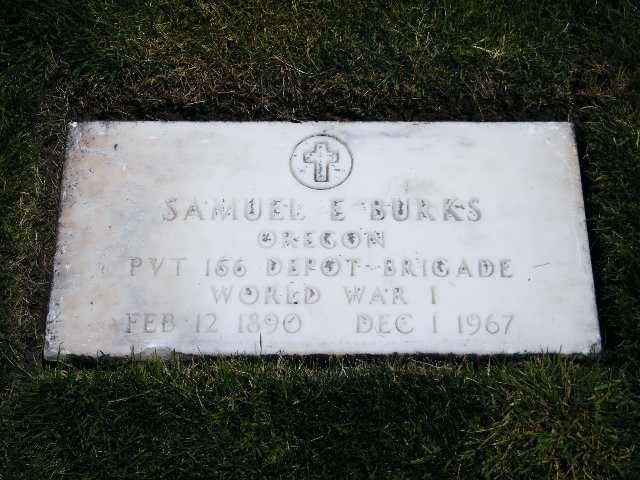 SAMUEL E BURKS
OREGON
PVT 166 DEPOT BRIGADE
WORLD WAR I
FEB 12 1890 DEC 1 1967